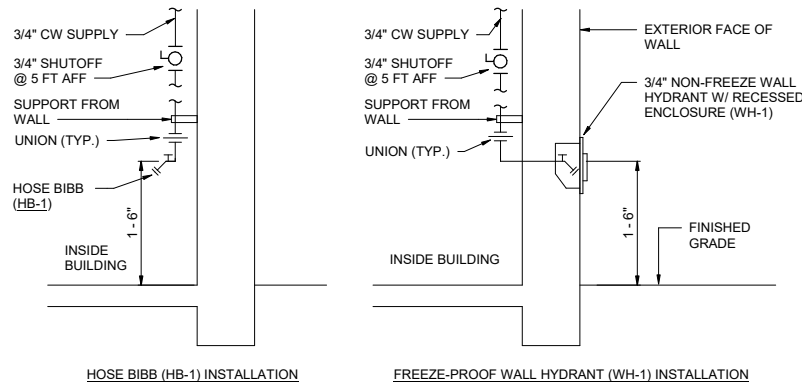 3/4" CW SUPPLY
3/4" SHUTOFF
@ 5 FT AFF
SUPPORT FROM
WALL
UNION (TYP.)
HOSE BIBB
(HB-1)
1 - 6"
INSIDE
BUILDING
HOSE BIBB (HB-1) INSTALLATION
3/4" CW SUPPLY
3/4" SHUTOFF
@ 5 FT AFF
SUPPORT FROM
WALL
UNION (TYP.)
INSIDE BUILDING
EXTERIOR FACE OF
WALL
3/4" NON-FREEZE WALL
HYDRANT W/ RECESSED
ENCLOSURE (WH-1)
1 - 6"
FINISHED
GRADE
FREEZE-PROOF WALL HYDRANT (WH-1) INSTALLATION